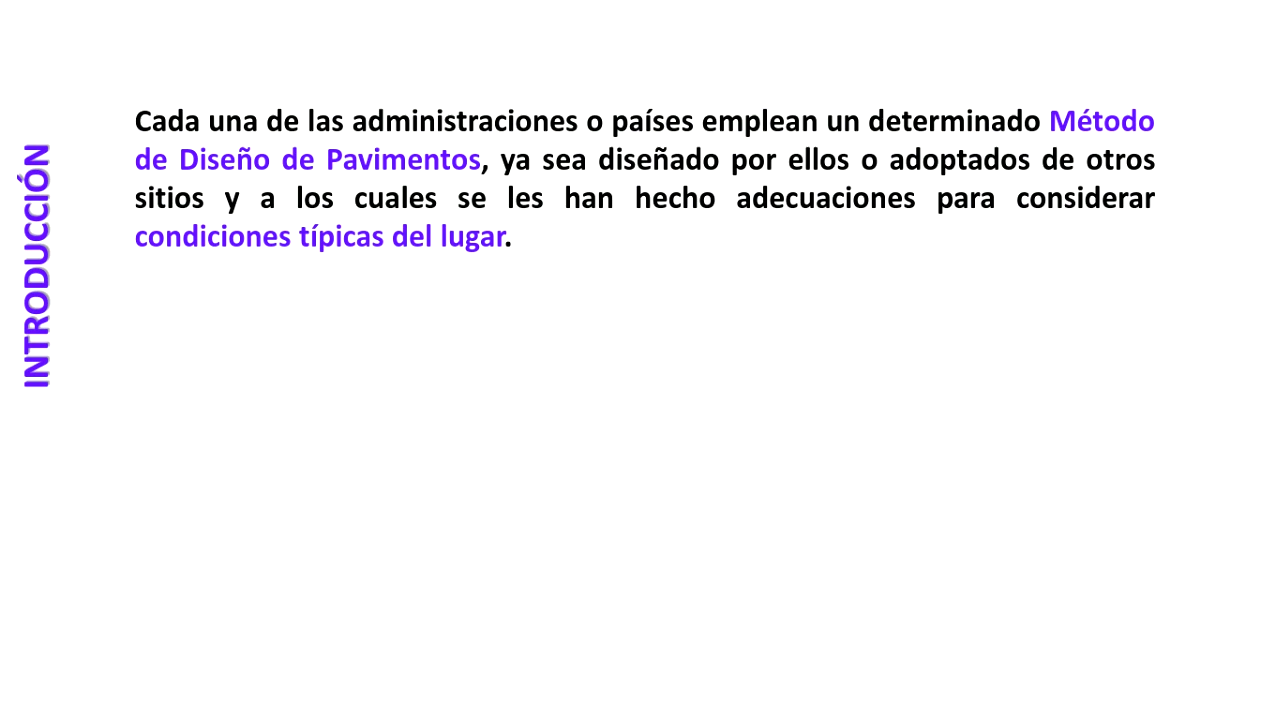 INTRODUCCIÓN
Cada una de las administraciones o países emplean un determinado Método
de Diseño de Pavimentos, ya sea diseñado por ellos o adoptados de otros
sitios y a los cuales se les han hecho adecuaciones para considerar
condiciones típicas del lugar.